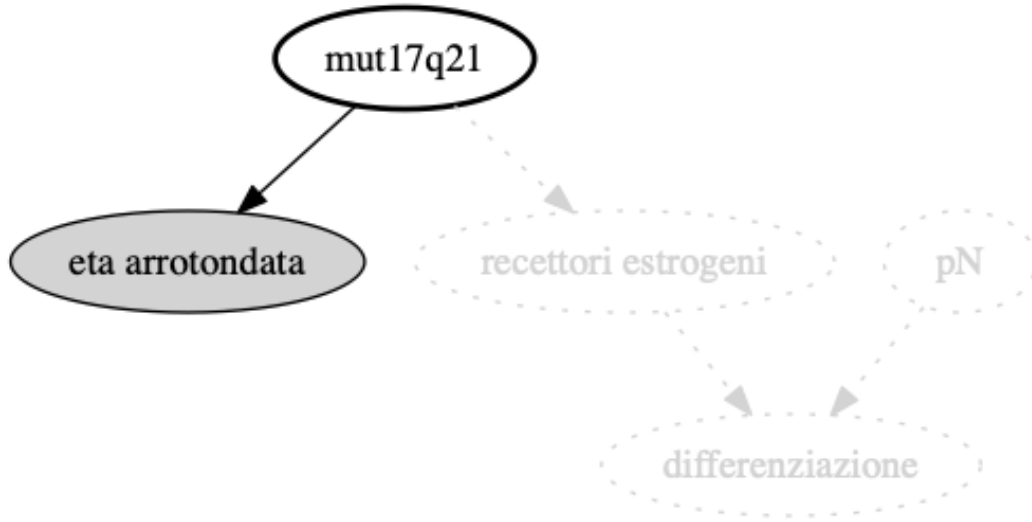 mut17q21
eta arrotondata
recettori estrogeni
pN
differenziazione